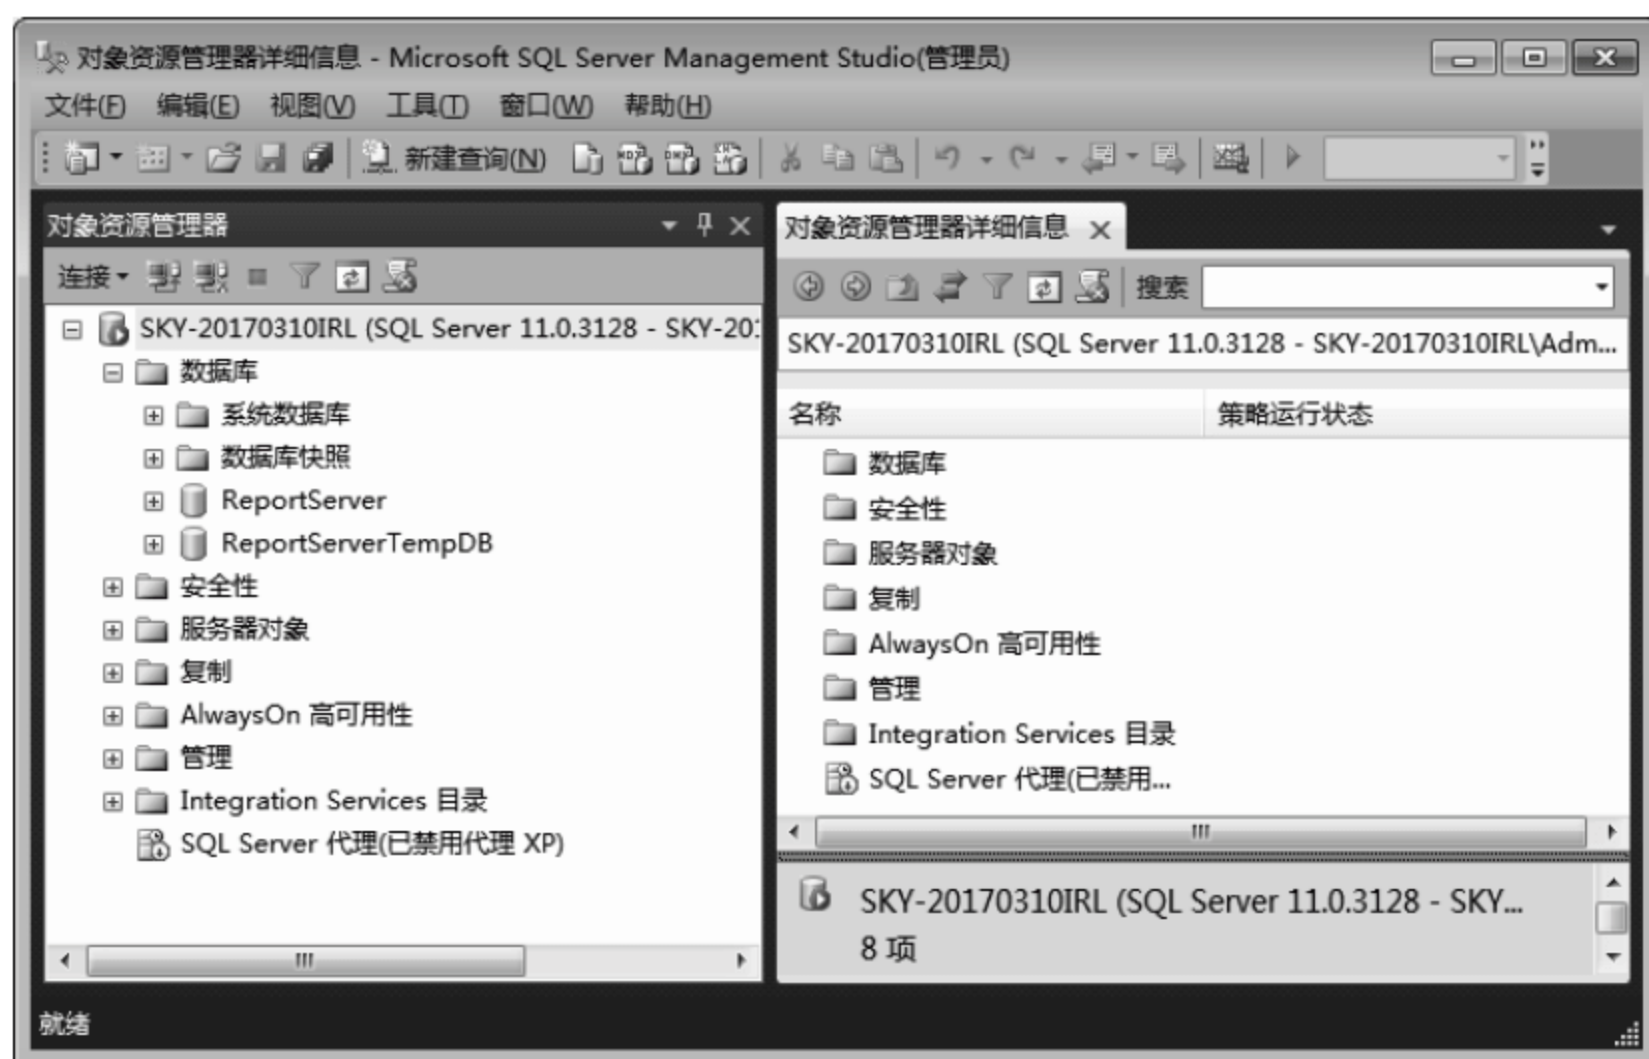 对象资源管理器详细信息 - Microsoft SQL Server Management Studio(管理员)
文件(F) 编辑(E) 视图(V) 工具(T) 窗口(W) 帮助(H)
新建查询(N)
对象资源管理器
连接
SKY-20170310IRL (SQL Server 11.0.3128 - SKY-201
数据库
系统数据库
数据库快照
ReportServer
ReportServerTempDB
安全性
服务器对象
复制
AlwaysOn 高可用性
管理
Integration Services 目录
SQL Server 代理(已禁用代理 XP)
对象资源管理器详细信息
搜索
SKY-20170310IRL (SQL Server 11.0.3128 - SKY-20170310IRL\Adm...
名称 策略运行状态
数据库
安全性
服务器对象
复制
AlwaysOn 高可用性
管理
Integration Services 目录
SQL Server 代理(已禁用...
SKY-20170310IRL (SQL Server 11.0.3128 - SKY...
8 项
就绪